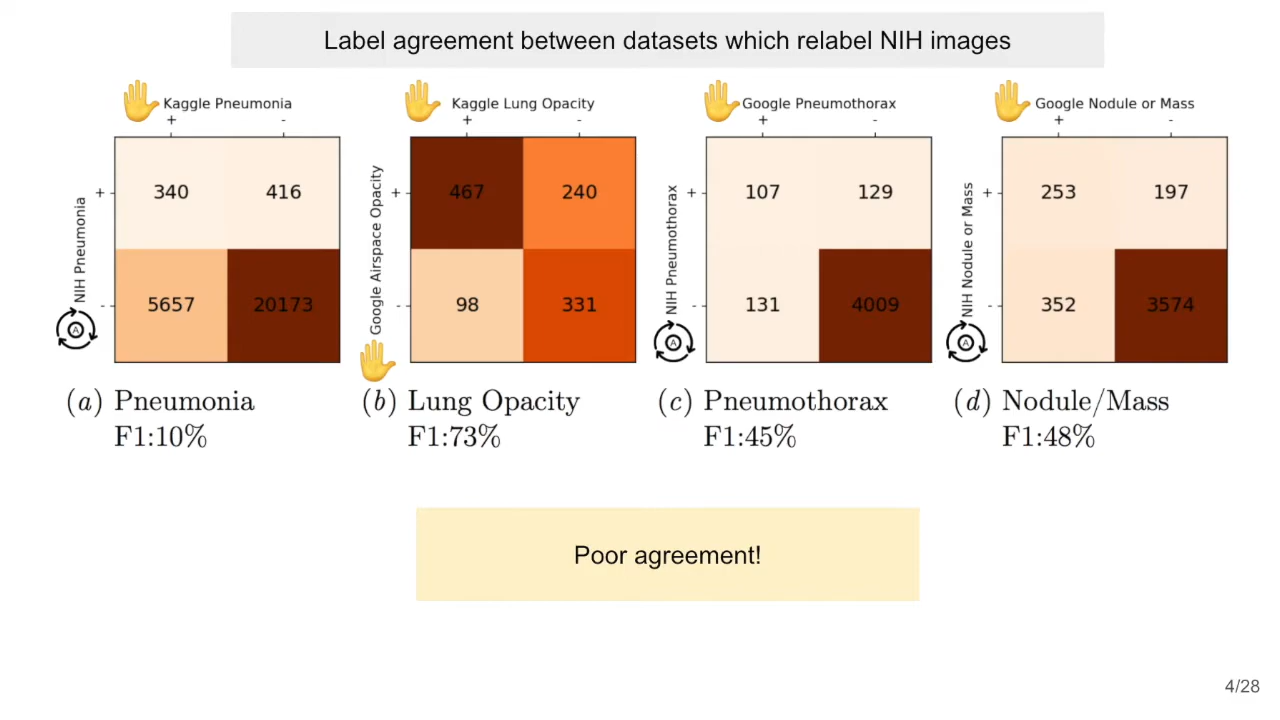 Label agreement between datasets which relabel NIH images
Kaggle Pneumonia
+ -
NIH Pneumonia
+ 340 416
- 5657 20173
A
(a) Pneumonia
F1:10%
Kaggle Lung Opacity
+ -
Google Airspace Opacity
+ 467 240
- 98 331
(b) Lung Opacity
F1:73%
Google Pneumothorax
+ -
NIH Pneumothorax
+ 107 129
- 131 4009
A
(c) Pneumothorax
F1:45%
Google Nodule or Mass
+ -
NIH Nodule or Mass
+ 253 197
- 352 3574
A
(d) Nodule/Mass
F1:48%
Poor agreement!
4/28